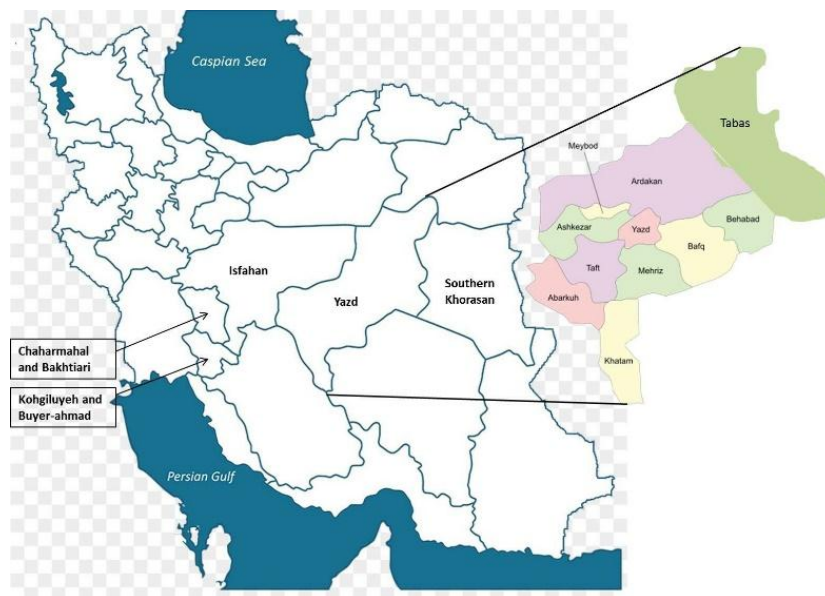 Caspian Sea
Tabas
Meybod
Ardakan
Behabad
Ashkezar
Yazd
Bafq
Isfahan
Southern
Khorasan
Yazd
Taft
Mehriz
Abarkuh
Chaharmahal
and Bakhtiari
Khatam
Kohgiluyeh and
Buyer-ahmad
Persian Gulf